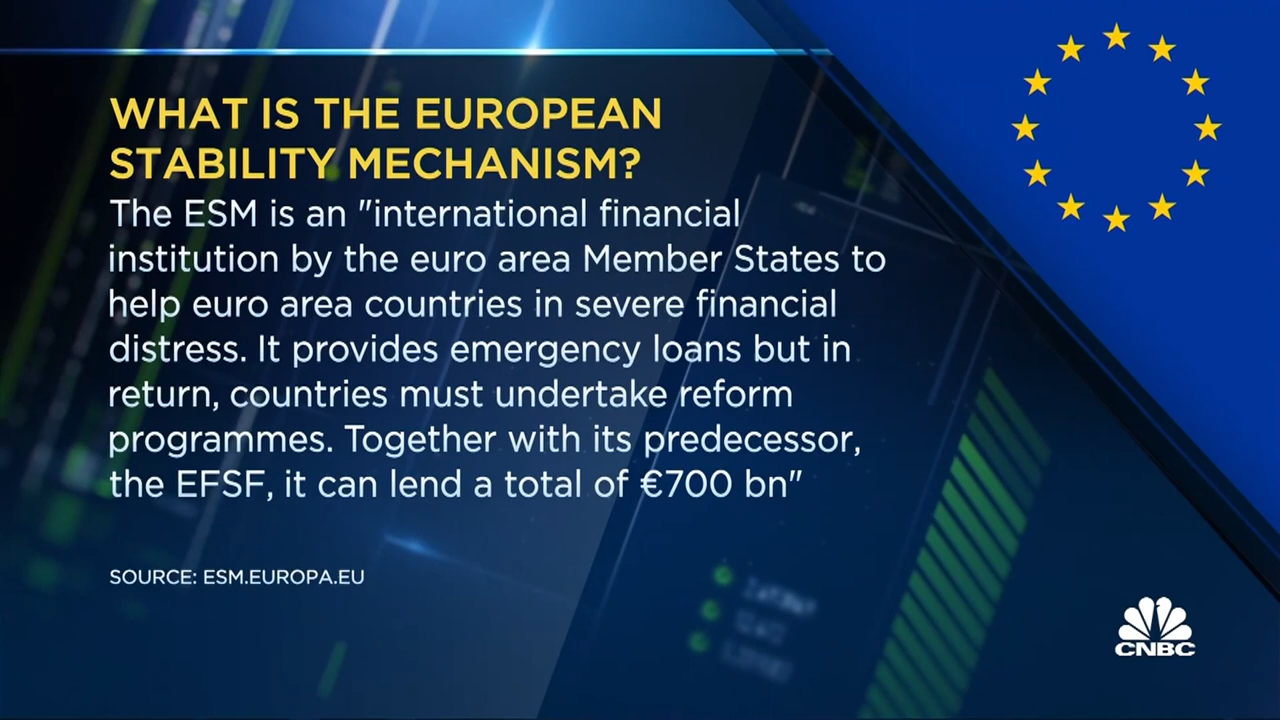 WHAT IS THE EUROPEAN
STABILITY MECHANISM?
The ESM is an "international financial
institution by the euro area Member States to
help euro area countries in severe financial
distress. It provides emergency loans but in
return, countries must undertake reform
programmes. Together with its predecessor,
the EFSF, it can lend a total of €700 bn"
SOURCE: ESM.EUROPA.EU
CNBC